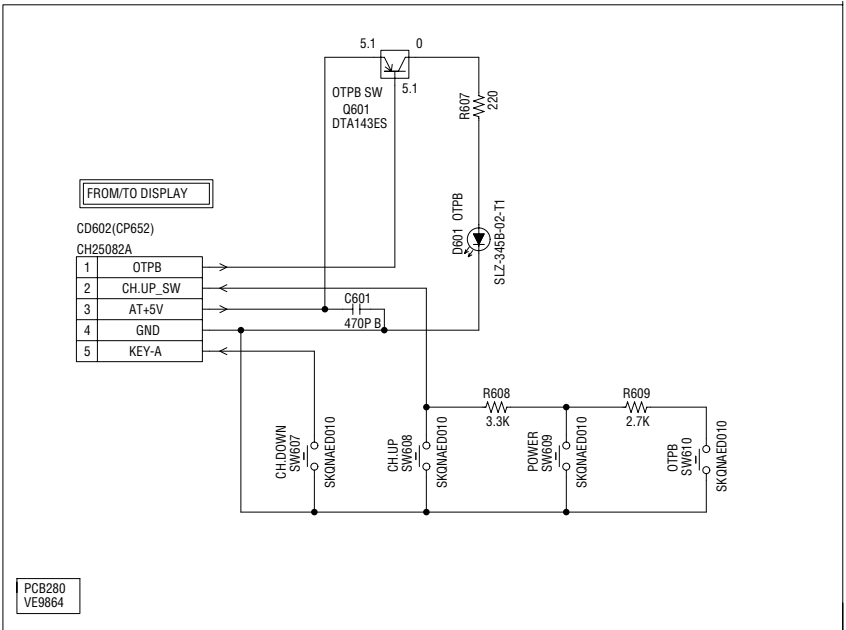 5.1 0
OTPB SW
Q601
DTA143ES
5.1
R607
220
FROM/TO DISPLAY
CD602(CP652)
CH25082A
1 OTPB
2 CH.UP_SW
3 AT+5V
4 GND
5 KEY-A
D601 OTPB
SLZ-345B-02-T1
C601
470P B
R608
3.3K
R609
2.7K
CH.DOWN
SW607
SKQNAED010
CH.UP
SW608
SKQNAED010
POWER
SW609
SKQNAED010
OTPB
SW610
SKQNAED010
PCB280
VE9864